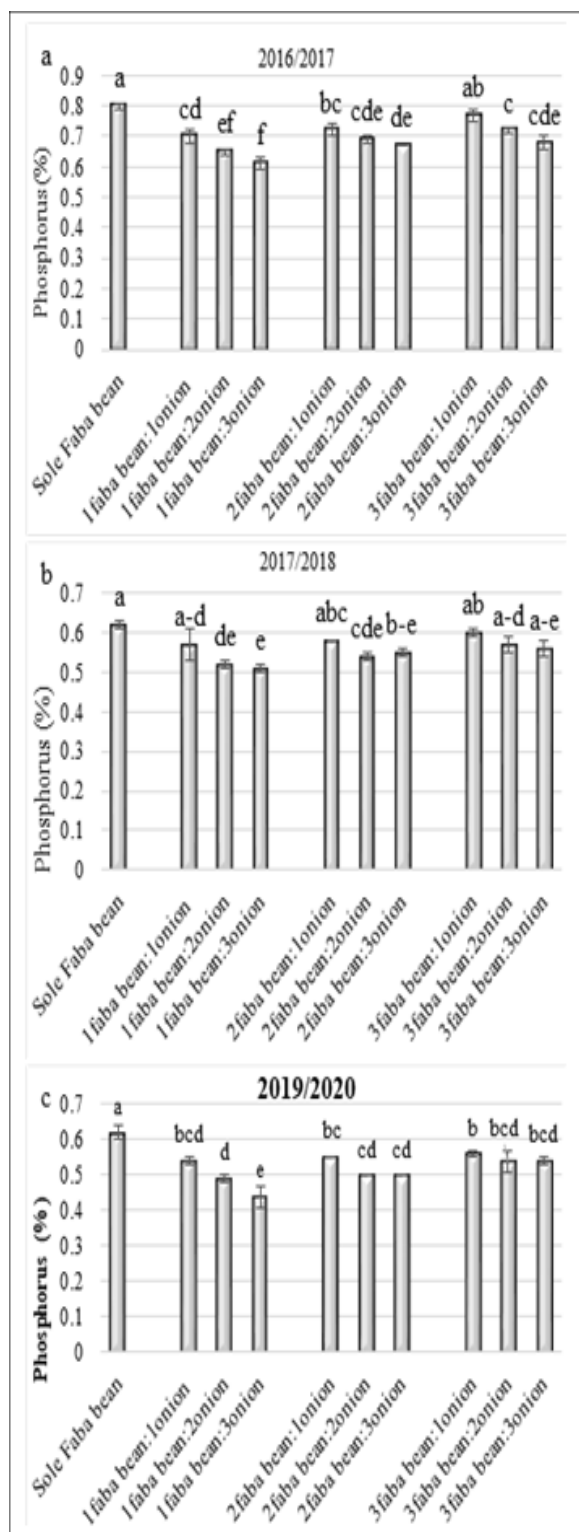 a
2016/2017
Phosphorus (%)
0.9
0.8
0.7
0.6
0.5
0.4
0.3
0.2
0.1
0
a
cd
ef
f
bc
cde
de
ab
c
cde
Sole Faba bean
1faba bean:1onion
1faba bean:2onion
1faba bean:3onion
2faba bean:1onion
2faba bean:2onion
2faba bean:3onion
3faba bean:1onion
3faba bean:2onion
3faba bean:3onion
b
2017/2018
Phosphorus (%)
0.7
0.6
0.5
0.4
0.3
0.2
0.1
0
a
a-d
de
e
abc
cde
b-e
ab
a-d
a-e
Sole Faba bean
1faba bean:1onion
1faba bean:2onion
1faba bean:3onion
2faba bean:1onion
2faba bean:2onion
2faba bean:3onion
3faba bean:1onion
3faba bean:2onion
3faba bean:3onion
c
2019/2020
Phosphorus (%)
0.7
0.6
0.5
0.4
0.3
0.2
0.1
0
a
bcd
d
e
bc
cd
cd
b
bcd
bcd
Sole Faba bean
1faba bean:1onion
1faba bean:2onion
1faba bean:3onion
2faba bean:1onion
2faba bean:2onion
2faba bean:3onion
3faba bean:1onion
3faba bean:2onion
3faba bean:3onion